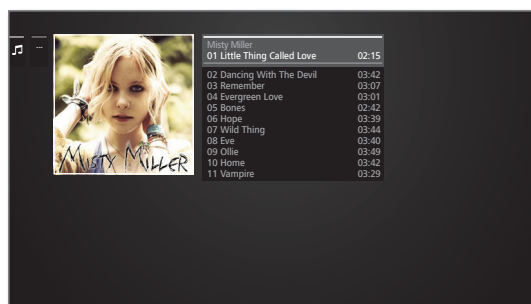 ...
Misty Miller
01 Little Thing Called Love 02:15
02 Dancing With The Devil 03:42
03 Remember 03:07
04 Evergreen Love 03:01
05 Bones 02:42
06 Hope 03:39
07 Wild Thing 03:44
08 Eve 03:40
09 Ollie 03:49
10 Home 03:42
11 Vampire 03:29
MISTY MILLER